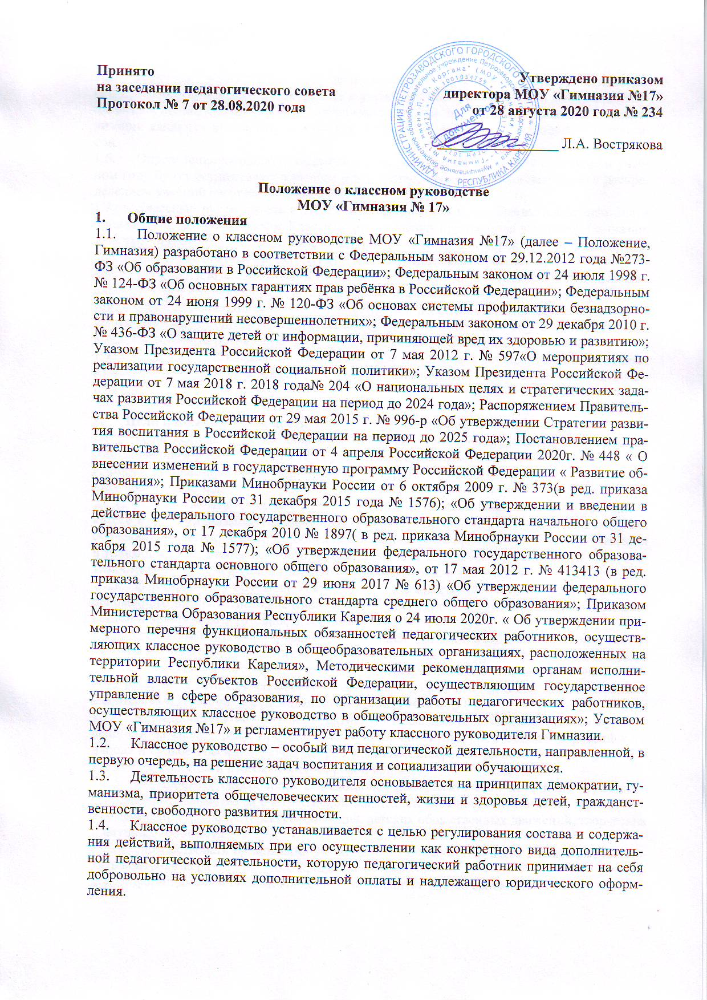 Принято
на заседании педагогического совета
Протокол № 7 от 28.08.2020 года
Утверждено приказом
директора МОУ «Гимназия №17»
от 28 августа 2020 года № 234
Л.А. Вострякова
АДМИНИСТРАЦИЯ ПЕТРОЗАВОДСКОГО ГОРОДСКОГО ОКРУГА * РЕСПУБЛИКА КАРЕЛИЯ *
Для
документов
Положение о классном руководстве
МОУ «Гимназия № 17»
1. Общие положения
1.1. Положение о классном руководстве МОУ «Гимназия №17» (далее – Положение,
Гимназия) разработано в соответствии с Федеральным законом от 29.12.2012 года №273-
ФЗ «Об образовании в Российской Федерации»; Федеральным законом от 24 июля 1998 г.
№ 124-ФЗ «Об основных гарантиях прав ребёнка в Российской Федерации»; Федеральным
законом от 24 июня 1999 г. № 120-ФЗ «Об основах системы профилактики безнадзорно-
сти и правонарушений несовершеннолетних»; Федеральным законом от 29 декабря 2010 г.
№ 436-ФЗ «О защите детей от информации, причиняющей вред их здоровью и развитию»;
Указом Президента Российской Федерации от 7 мая 2012 г. № 597«О мероприятиях по
реализации государственной социальной политики»; Указом Президента Российской Фе-
дерации от 7 мая 2018 г. 2018 года№ 204 «О национальных целях и стратегических зада-
чах развития Российской Федерации на период до 2024 года»; Распоряжением Правитель-
ства Российской Федерации от 29 мая 2015 г. № 996-р «Об утверждении Стратегии разви-
тия воспитания в Российской Федерации на период до 2025 года»; Постановлением пра-
вительства Российской Федерации от 4 апреля Российской Федерации 2020г. № 448 « О
внесении изменений в государственную программу Российской Федерации « Развитие об-
разования»; Приказами Минобрнауки России от 6 октября 2009 г. № 373(в ред. приказа
Минобрнауки России от 31 декабря 2015 года № 1576); «Об утверждении и введении в
действие федерального государственного образовательного стандарта начального общего
образования», от 17 декабря 2010 № 1897( в ред. приказа Минобрнауки России от 31 де-
кабря 2015 года № 1577); «Об утверждении федерального государственного образова-
тельного стандарта основного общего образования», от 17 мая 2012 г. № 413413 (в ред.
приказа Минобрнауки России от 29 июня 2017 № 613) «Об утверждении федерального
государственного образовательного стандарта среднего общего образования»; Приказом
Министерства Образования Республики Карелия о 24 июля 2020г. « Об утверждении при-
мерного перечня функциональных обязанностей педагогических работников, осуществ-
ляющих классное руководство в общеобразовательных организациях, расположенных на
территории Республики Карелия», Методическими рекомендациями органам исполни-
тельной власти субъектов Российской Федерации, осуществляющим государственное
управление в сфере образования, по организации работы педагогических работников,
осуществляющих классное руководство в общеобразовательных организациях»; Уставом
МОУ «Гимназия №17» и регламентирует работу классного руководителя Гимназии.
1.2. Классное руководство – особый вид педагогической деятельности, направленной, в
первую очередь, на решение задач воспитания и социализации обучающихся.
1.3. Деятельность классного руководителя основывается на принципах демократии, гу-
манизма, приоритета общечеловеческих ценностей, жизни и здоровья детей, гражданст-
венности, свободного развития личности.
1.4. Классное руководство устанавливается с целью регулирования состава и содержа-
ния действий, выполняемых при его осуществлении как конкретного вида дополнитель-
ной педагогической деятельности, которую педагогический работник принимает на себя
добровольно на условиях дополнительной оплаты и надлежащего юридического оформ-
ления.